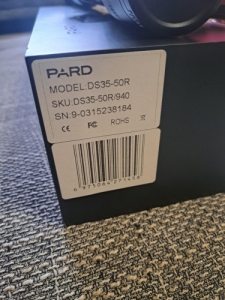 PARD
MODEL:DS35-50R
SKU:DS35-50R/940
SN:9-0315238184
CE FC ROHS